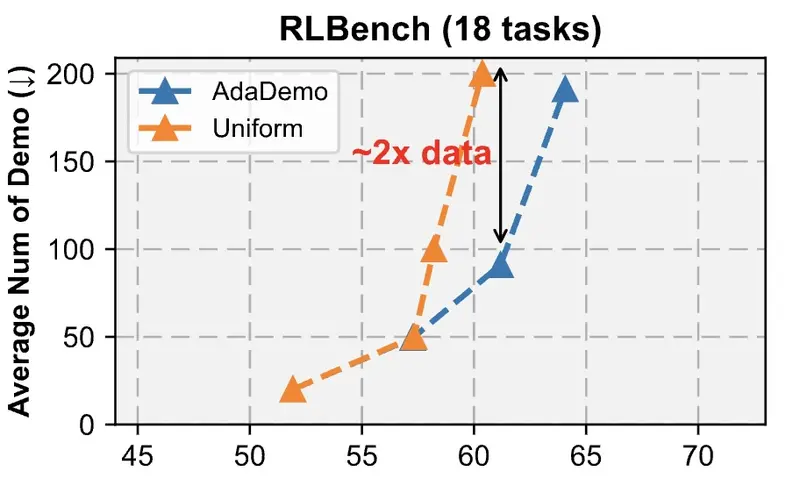 RLBench (18 tasks)
Average Num of Demo (↓)
200
150
100
50
0
AdaDemo
Uniform
~2x data
45 50 55 60 65 70